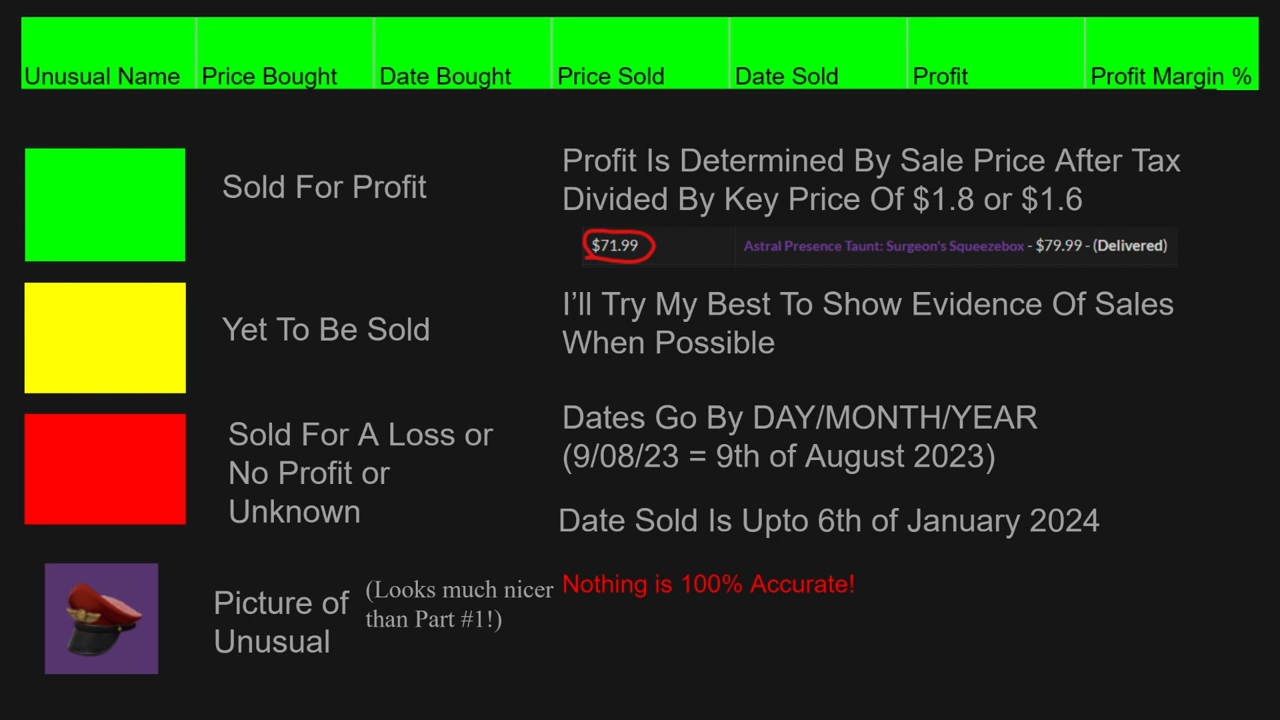 Unusual Name Price Bought Date Bought Price Sold Date Sold Profit Profit Margin %
Sold For Profit
Yet To Be Sold
Sold For A Loss or
No Profit or
Unknown
Picture of
Unusual
(Looks much nicer
than Part #1!)
Profit Is Determined By Sale Price After Tax
Divided By Key Price Of $1.8 or $1.6
$71.99 Astral Presence Taunt: Surgeon's Squeezebox - $79.99 - (Delivered)
I’ll Try My Best To Show Evidence Of Sales
When Possible
Dates Go By DAY/MONTH/YEAR
(9/08/23 = 9th of August 2023)
Date Sold Is Upto 6th of January 2024
Nothing is 100% Accurate!